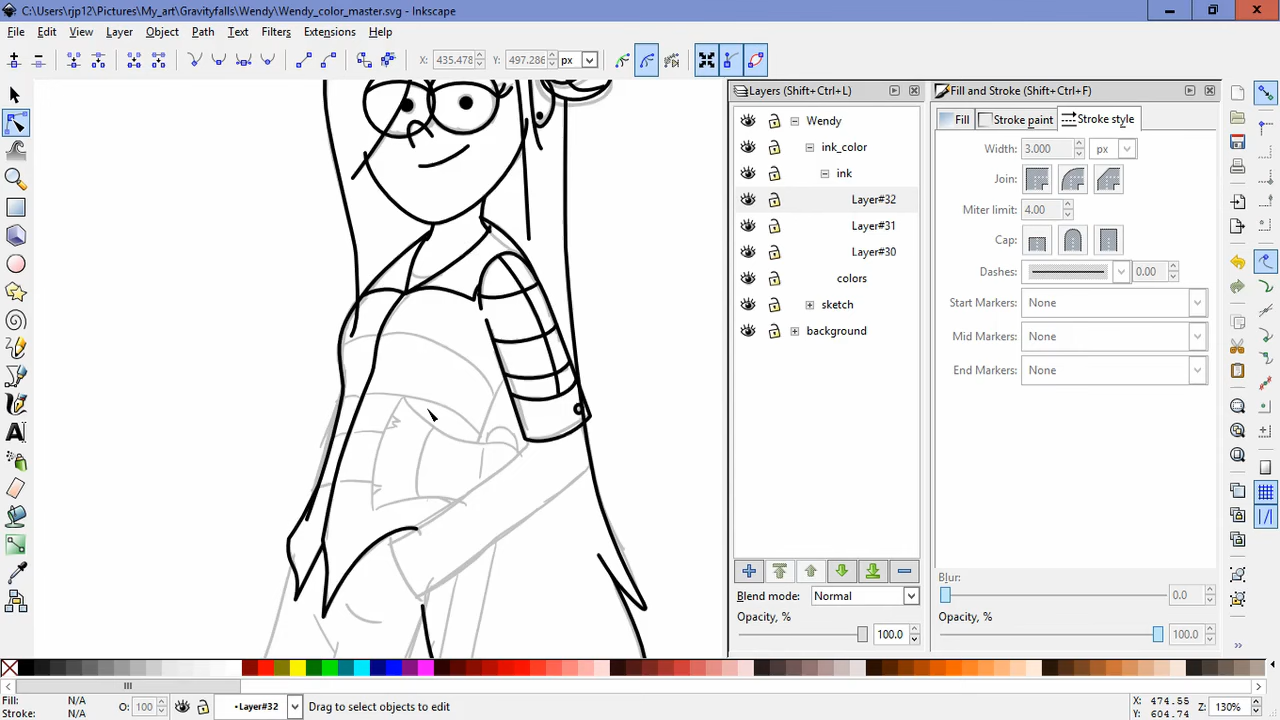 C:\Users\rjp12\Pictures\My_art\Gravityfalls\Wendy\Wendy_color_master.svg - Inkscape
File Edit View Layer Object Path Text Filters Extensions Help
X: 435.478 Y: 497.286 px
Layers (Shift+Ctrl+L)
Wendy
ink_color
ink
Layer#32
Layer#31
Layer#30
colors
sketch
background
Blend mode: Normal
Opacity, %
100.0
Fill and Stroke (Shift+Ctrl+F)
Fill Stroke paint Stroke style
Width: 3.000 px
Join:
Miter limit: 4.00
Cap:
Dashes: 0.00
Start Markers: None
Mid Markers: None
End Markers: None
Blur:
0.0
Opacity, %
100.0
Fill: N/A
Stroke: N/A
O: 100
•Layer#32
Drag to select objects to edit
X: 474.55
Y: 604.74
Z: 130%